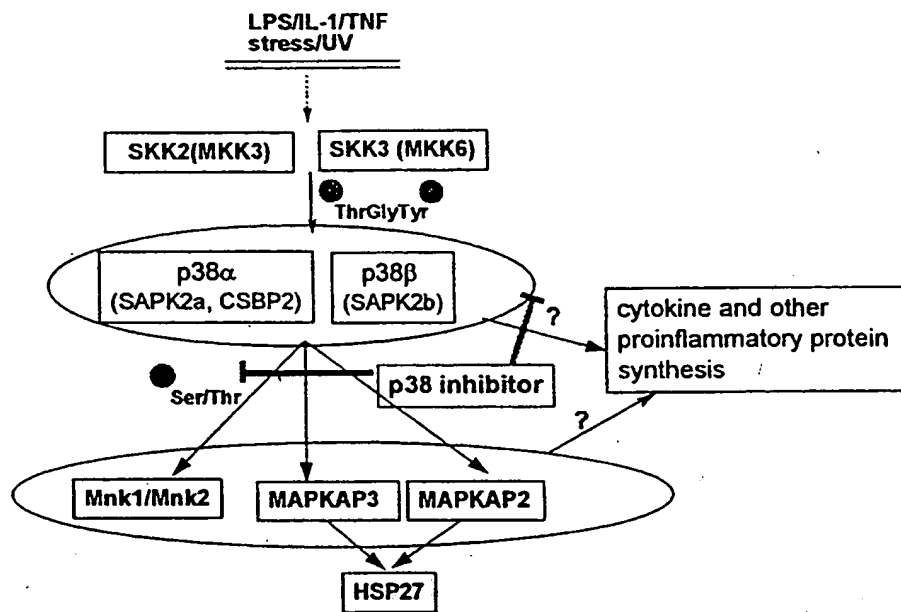 LPS/IL-1/TNF
stress/UV
SKK2(MKK3)
SKK3 (MKK6)
ThrGlyTyr
p38α
(SAPK2a, CSBP2)
p38β
(SAPK2b)
?
cytokine and other
proinflammatory protein
synthesis
p38 inhibitor
Ser/Thr
?
Mnk1/Mnk2
MAPKAP3
MAPKAP2
HSP27